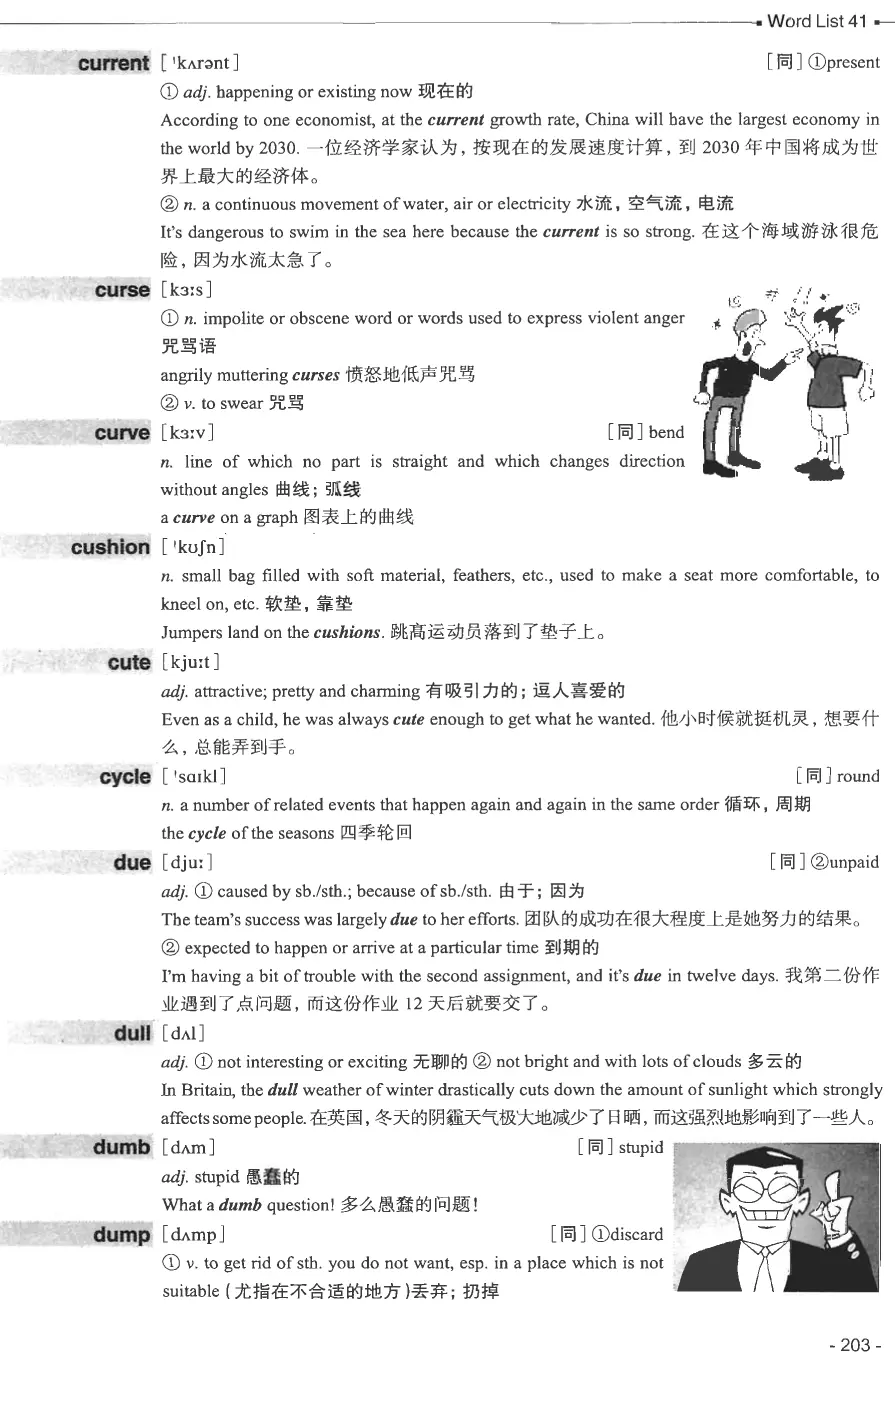 Word List 41
current [ ˈkʌrənt ] [ 同 ] ①present
① adj. happening or existing now 现在的
According to one economist, at the current growth rate, China will have the largest economy in
the world by 2030. 一位经济学家认为, 按现在的发展速度计算, 到 2030 年中国将成为世
界上最大的经济体。
② n. a continuous movement of water, air or electricity 水流, 空气流, 电流
It's dangerous to swim in the sea here because the current is so strong. 在这个海域游泳很危
险, 因为水流太急了。
curse [ kɜːs ]
① n. impolite or obscene word or words used to express violent anger
咒骂语
angrily muttering curses 愤怒地低声咒骂
② v. to swear 咒骂
curve [ kɜːv ] [ 同 ] bend
n. line of which no part is straight and which changes direction
without angles 曲线; 弧线
a curve on a graph 图表上的曲线
cushion [ ˈkʊʃn ]
n. small bag filled with soft material, feathers, etc., used to make a seat more comfortable, to
kneel on, etc. 软垫, 靠垫
Jumpers land on the cushions. 跳高运动员落到了垫子上。
cute [ kjuːt ]
adj. attractive; pretty and charming 有吸引力的; 逗人喜爱的
Even as a child, he was always cute enough to get what he wanted. 他小时候就挺机灵, 想要什
么, 总能弄到手。
cycle [ ˈsaɪkl ] [ 同 ] round
n. a number of related events that happen again and again in the same order 循环, 周期
the cycle of the seasons 四季轮回
due [ djuː ] [ 同 ] ②unpaid
adj. ① caused by sb./sth.; because of sb./sth. 由于; 因为
The team's success was largely due to her efforts. 团队的成功在很大程度上是她努力的结果。
② expected to happen or arrive at a particular time 到期的
I'm having a bit of trouble with the second assignment, and it's due in twelve days. 我第二份作
业遇到了点问题, 而这份作业 12 天后就要交了。
dull [ dʌl ]
adj. ① not interesting or exciting 无聊的 ② not bright and with lots of clouds 多云的
In Britain, the dull weather of winter drastically cuts down the amount of sunlight which strongly
affects some people. 在英国, 冬天的阴霾天气极大地减少了日晒, 而这强烈地影响到了一些人。
dumb [ dʌm ] [ 同 ] stupid
adj. stupid 愚蠢的
What a dumb question! 多么愚蠢的问题!
dump [ dʌmp ] [ 同 ] ①discard
① v. to get rid of sth. you do not want, esp. in a place which is not
suitable ( 尤指在不合适的地方 )丢弃; 扔掉
- 203 -